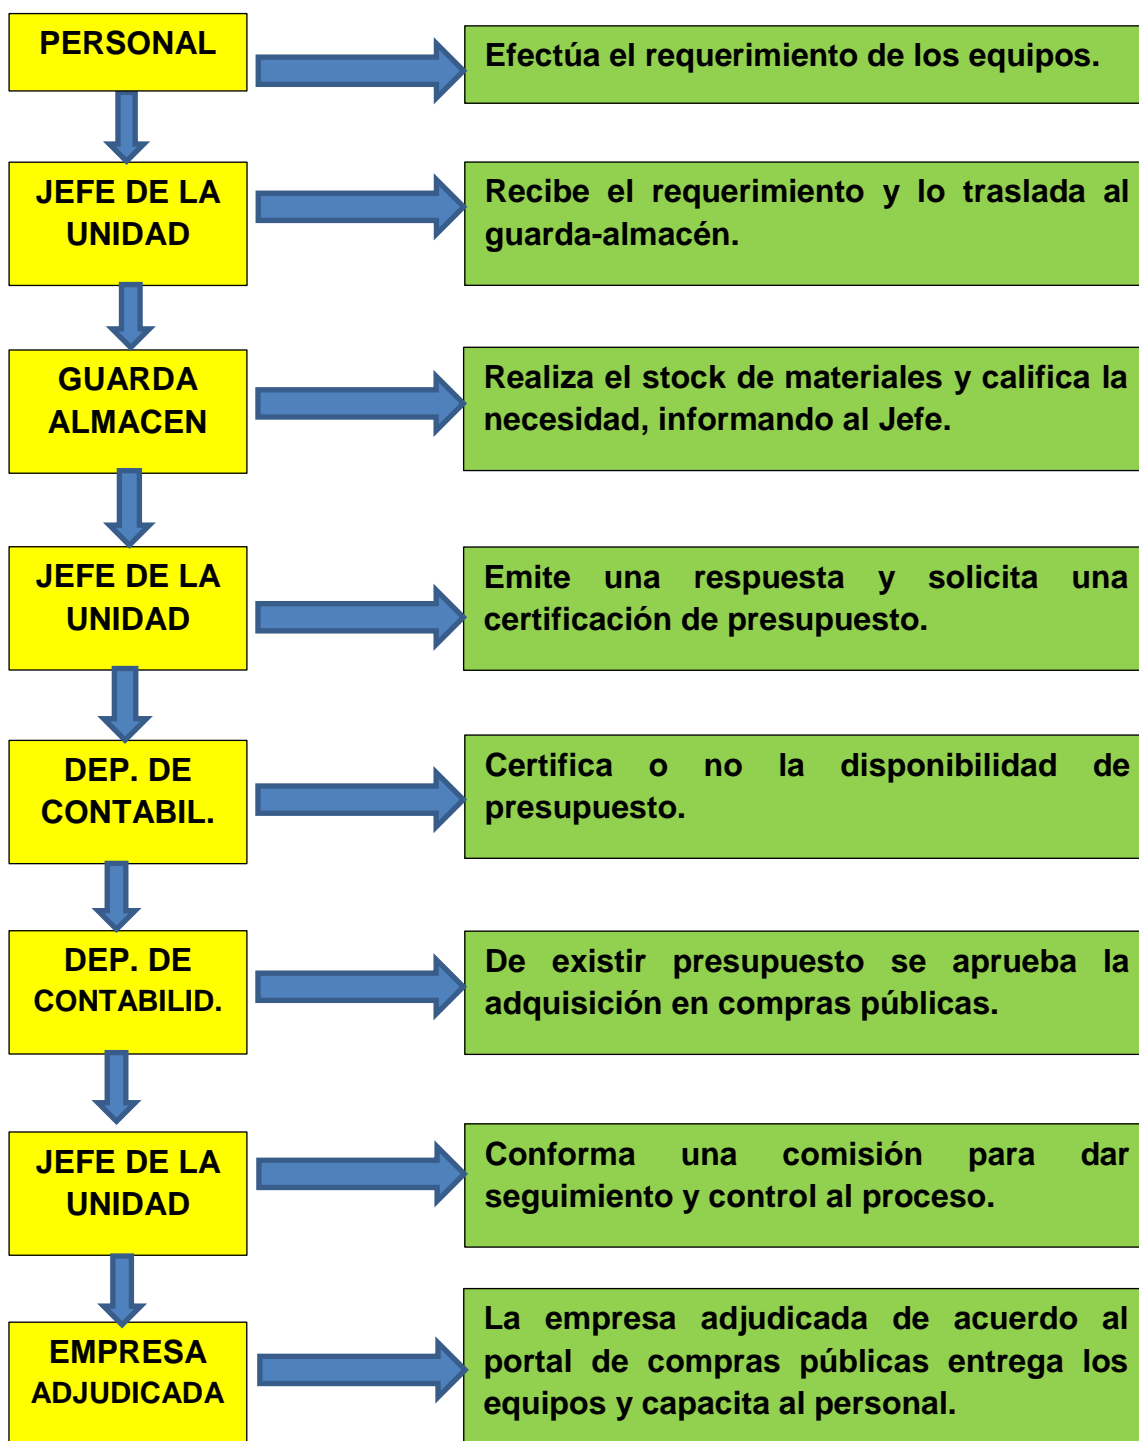 PERSONAL
Efectúa el requerimiento de los equipos.
JEFE DE LA
UNIDAD
Recibe el requerimiento y lo traslada al
guarda-almacén.
GUARDA
ALMACEN
Realiza el stock de materiales y califica la
necesidad, informando al Jefe.
JEFE DE LA
UNIDAD
Emite una respuesta y solicita una
certificación de presupuesto.
DEP. DE
CONTABIL.
Certifica o no la disponibilidad de
presupuesto.
DEP. DE
CONTABILID.
De existir presupuesto se aprueba la
adquisición en compras públicas.
JEFE DE LA
UNIDAD
Conforma una comisión para dar
seguimiento y control al proceso.
EMPRESA
ADJUDICADA
La empresa adjudicada de acuerdo al
portal de compras públicas entrega los
equipos y capacita al personal.